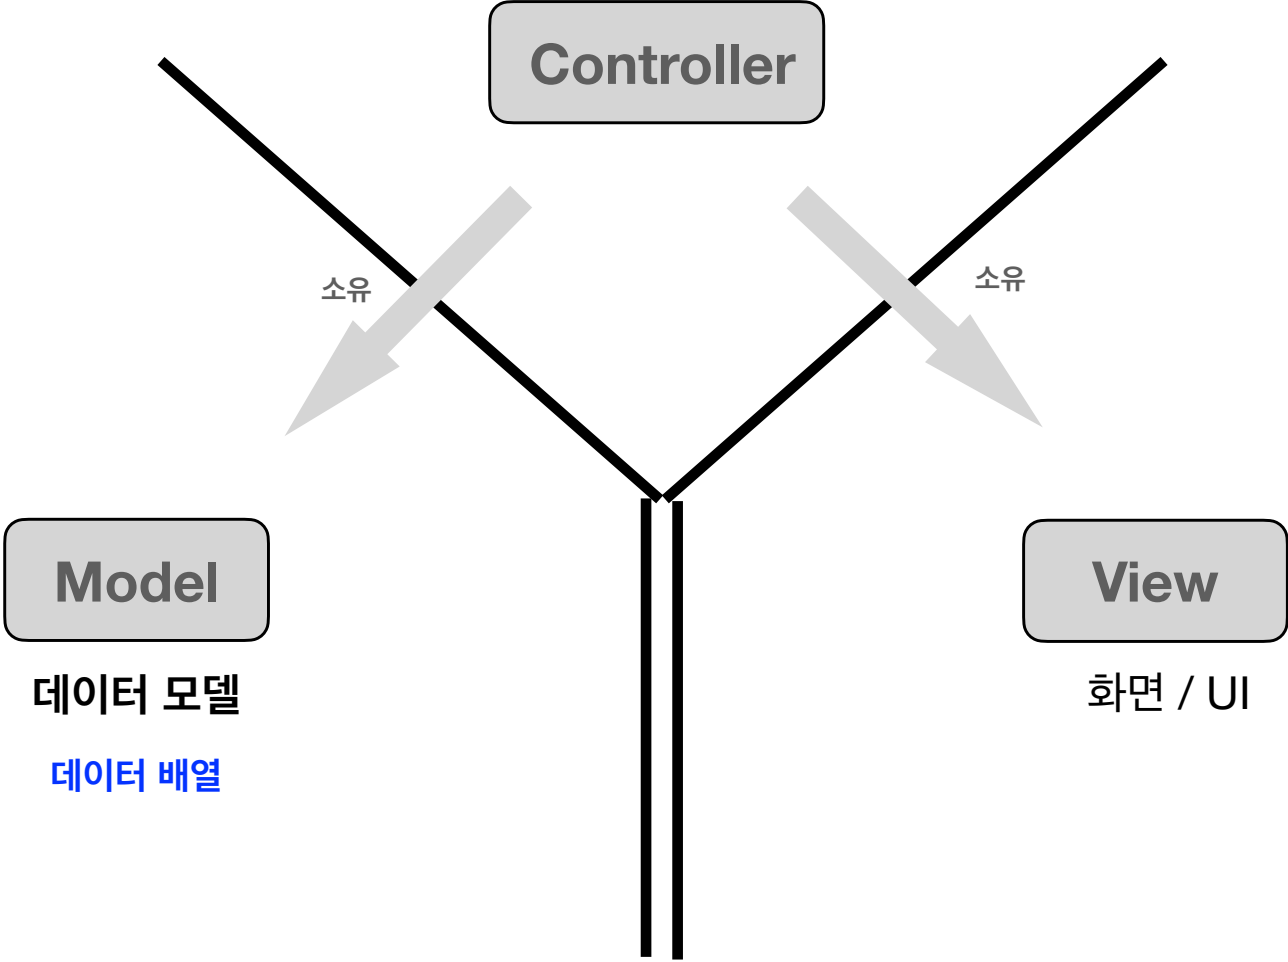 Controller
소유
소유
Model
View
데이터 모델
화면 / UI
데이터 배열